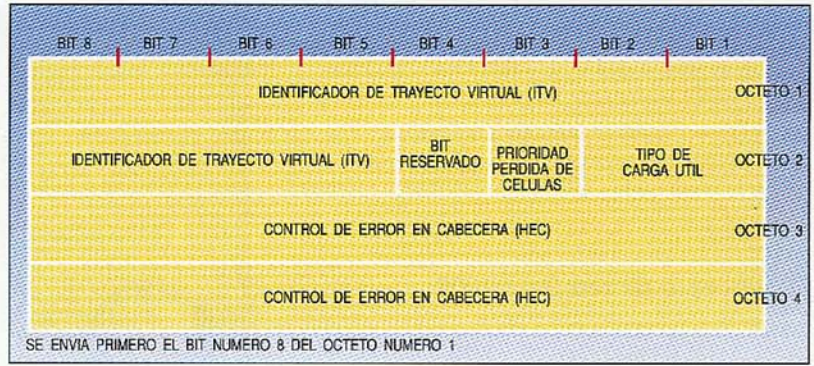 BIT 8 BIT 7 BIT 6 BIT 5 BIT 4 BIT 3 BIT 2 BIT 1
IDENTIFICADOR DE TRAYECTO VIRTUAL (ITV) OCTETO 1
IDENTIFICADOR DE TRAYECTO VIRTUAL (ITV)
BIT
RESERVADO
PRIORIDAD
PERDIDA DE
CELULAS
TIPO DE
CARGA UTIL
OCTETO 2
CONTROL DE ERROR EN CABECERA (HEC) OCTETO 3
CONTROL DE ERROR EN CABECERA (HEC) OCTETO 4
SE ENVIA PRIMERO EL BIT NUMERO 8 DEL OCTETO NUMERO 1